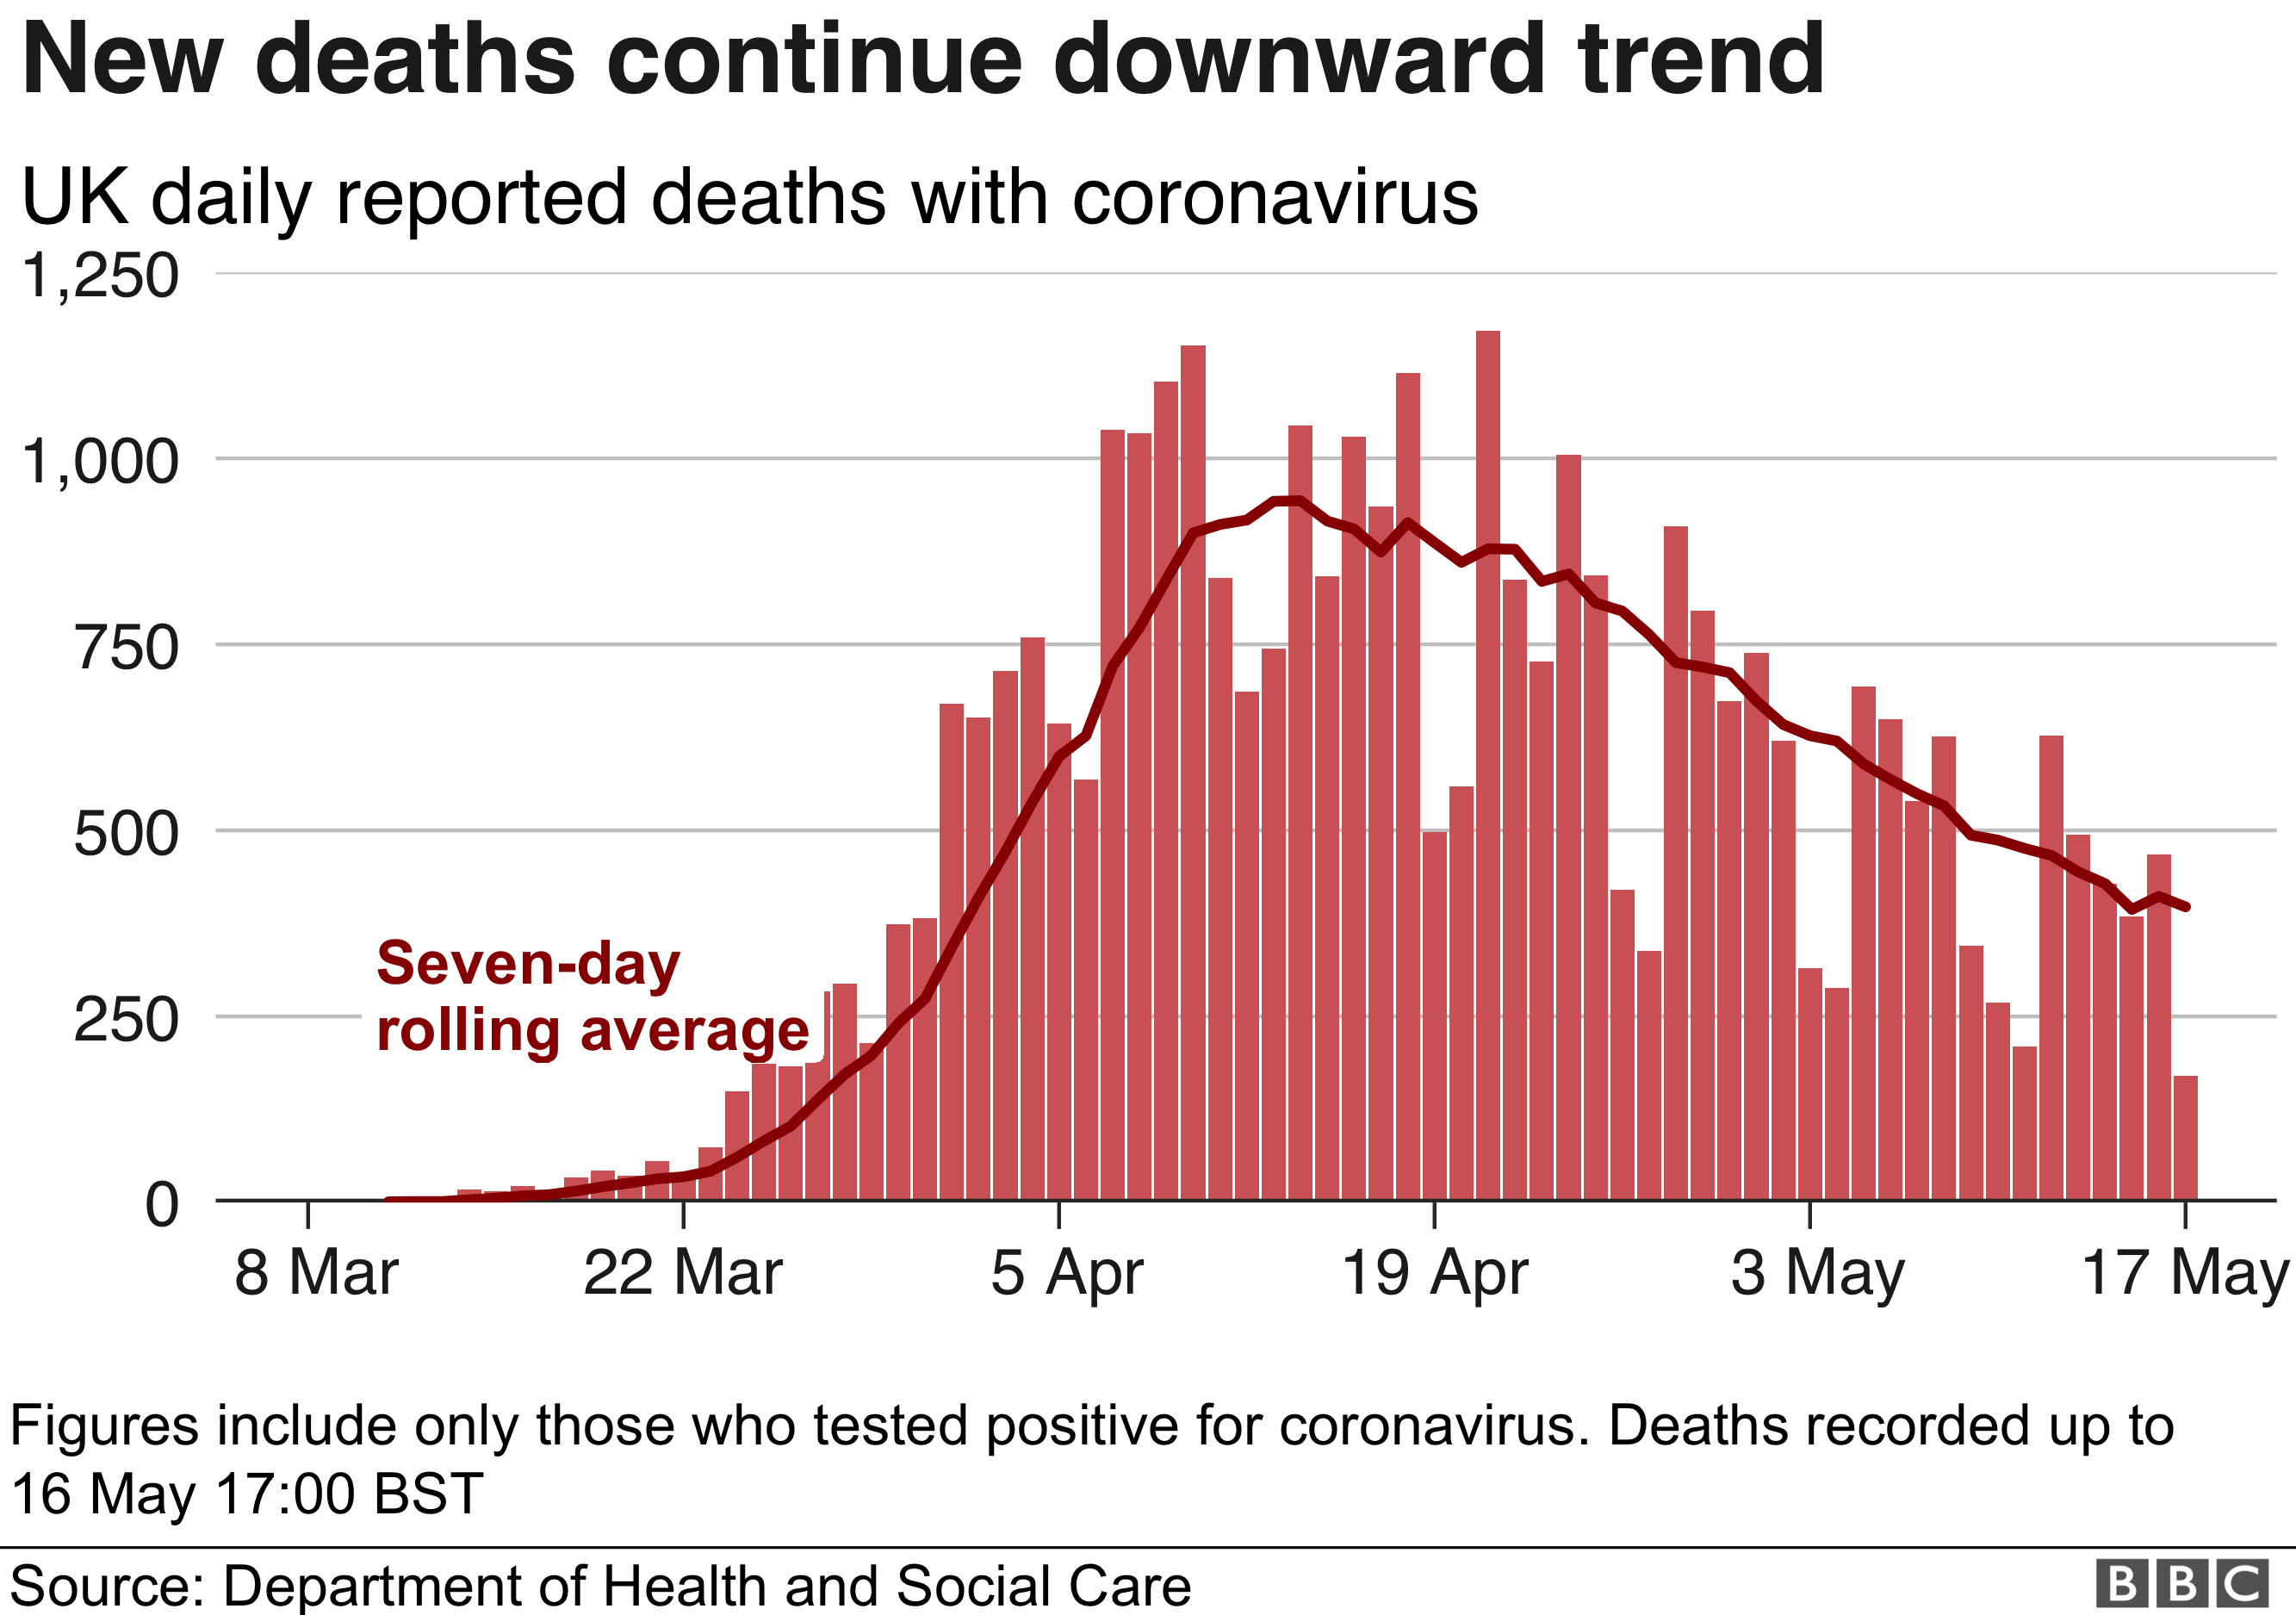 New deaths continue downward trend
UK daily reported deaths with coronavirus
1,250
1,000
750
500
250
0
Seven-day
rolling average
8 Mar 22 Mar 5 Apr 19 Apr 3 May 17 May
Figures include only those who tested positive for coronavirus. Deaths recorded up to
16 May 17:00 BST
Source: Department of Health and Social Care
BBC